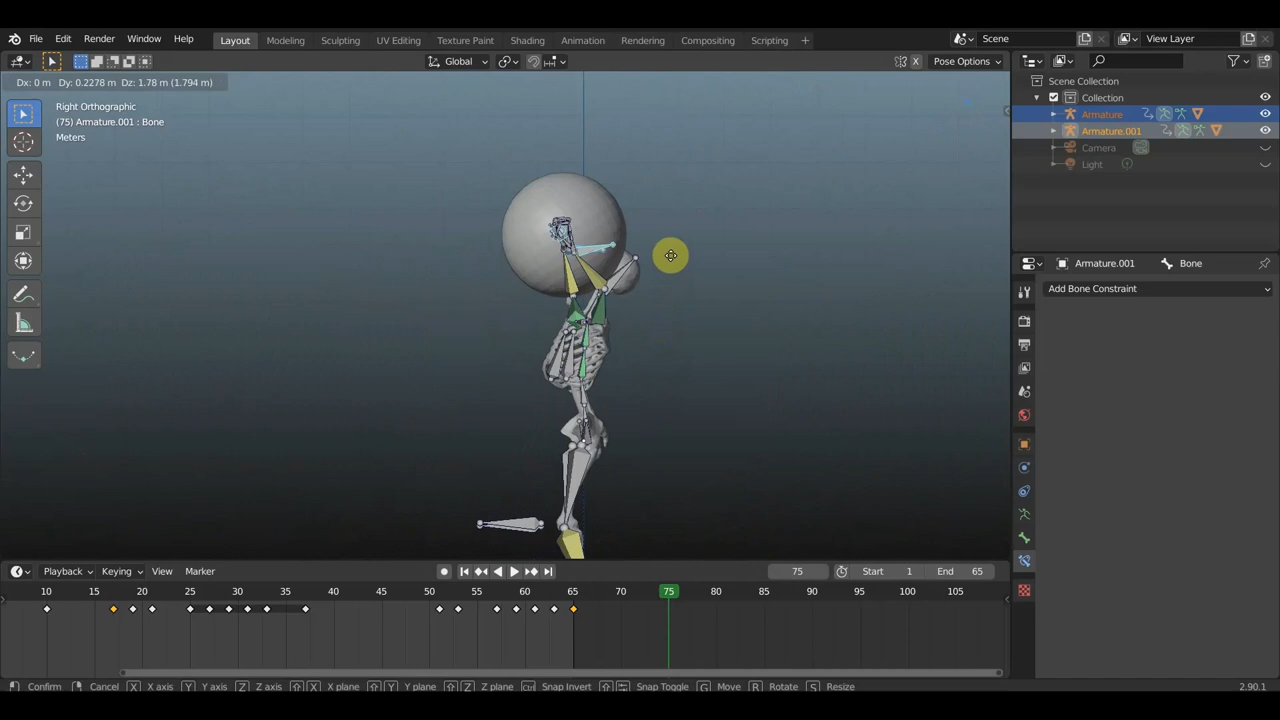 File Edit Render Window Help Layout Modeling Sculpting UV Editing Texture Paint Shading Animation Rendering Compositing Scripting + Scene View Layer
Global X Pose Options
Dx: 0 m Dy: 0.2278 m Dz: 1.78 m (1.794 m)
Right Orthographic
(75) Armature.001 : Bone
Meters
Scene Collection
Collection
Armature
Armature.001
Camera
Light
Armature.001 Bone
Add Bone Constraint
Playback Keying View Marker 75 Start 1 End 65
10 15 20 25 30 35 40 45 50 55 60 65 70 75 80 85 90 95 100 105
Confirm Cancel X X axis Y Y axis Z Z axis X X plane Y Y plane Z Z plane Ctrl Snap Invert Snap Toggle G Move R Rotate S Resize 2.90.1